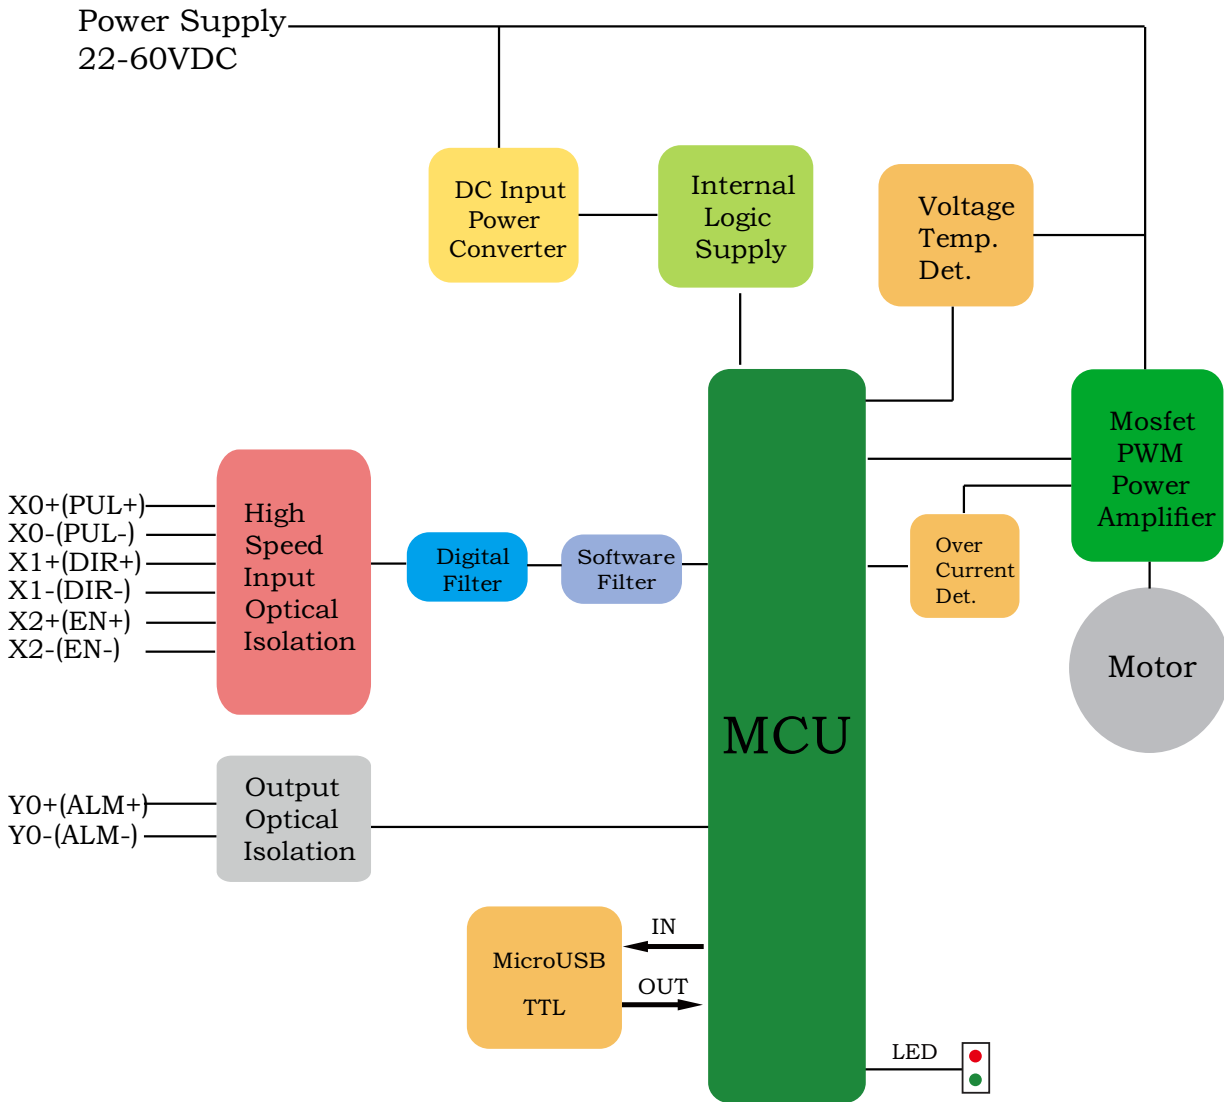 Power Supply
22-60VDC
DC Input
Power
Converter
Internal
Logic
Supply
Voltage
Temp.
Det.
Mosfet
PWM
Power
Amplifier
X0+(PUL+)
X0-(PUL-)
X1+(DIR+)
X1-(DIR-)
X2+(EN+)
X2-(EN-)
High
Speed
Input
Optical
Isolation
Digital
Filter
Software
Filter
Over
Current
Det.
Motor
MCU
Y0+(ALM+)
Y0-(ALM-)
Output
Optical
Isolation
MicroUSB
TTL
IN
OUT
LED